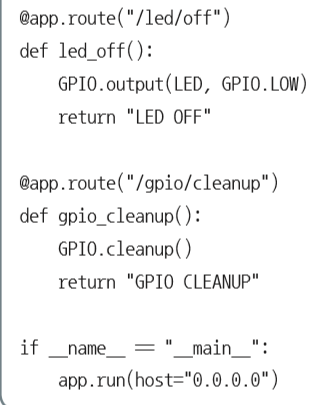 @app.route("/led/off")
def led_off():
    GPIO.output(LED, GPIO.LOW)
    return "LED OFF"

@app.route("/gpio/cleanup")
def gpio_cleanup():
    GPIO.cleanup()
    return "GPIO CLEANUP"

if __name__ == "__main__":
    app.run(host="0.0.0.0")